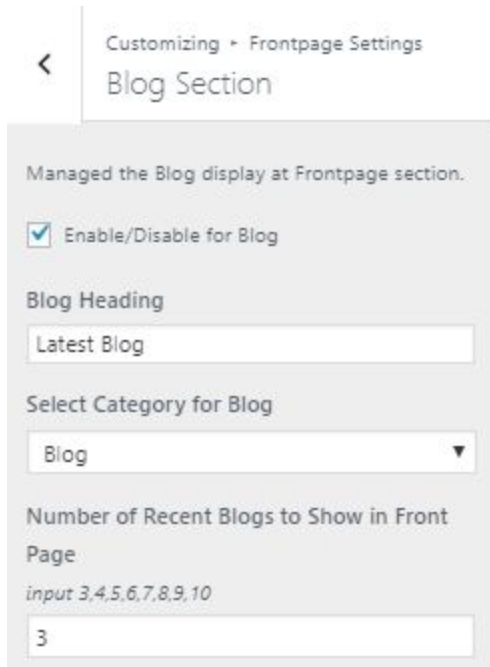 Customizing ▸ Frontpage Settings
Blog Section
Managed the Blog display at Frontpage section.
Enable/Disable for Blog
Blog Heading
Latest Blog
Select Category for Blog
Blog
Number of Recent Blogs to Show in Front
Page
input 3,4,5,6,7,8,9,10
3